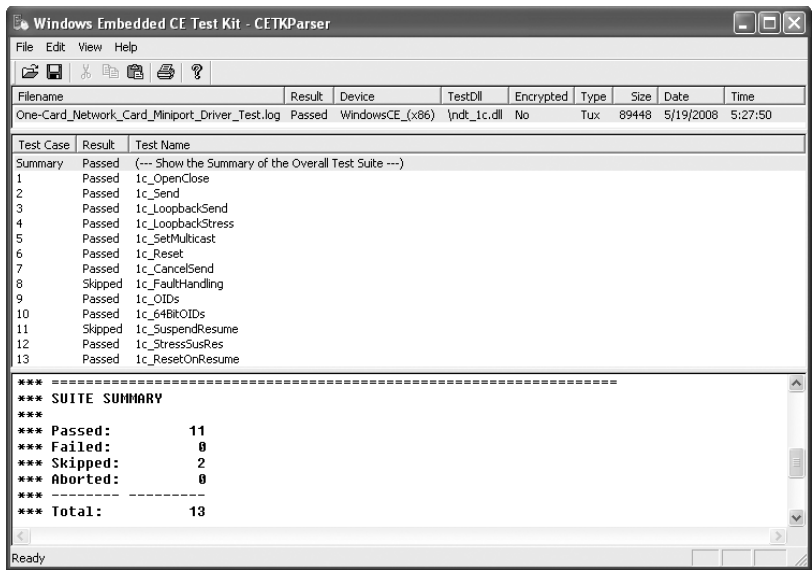 Windows Embedded CE Test Kit - CETKParser
File Edit View Help
Filename Result Device TestDll Encrypted Type Size Date Time
One-Card_Network_Card_Miniport_Driver_Test.log Passed WindowsCE_(x86) \ndt_1c.dll No Tux 89448 5/19/2008 5:27:50
Test Case Result Test Name
Summary Passed (--- Show the Summary of the Overall Test Suite ---)
1 Passed 1c_OpenClose
2 Passed 1c_Send
3 Passed 1c_LoopbackSend
4 Passed 1c_LoopbackStress
5 Passed 1c_SetMulticast
6 Passed 1c_Reset
7 Passed 1c_CancelSend
8 Skipped 1c_FaultHandling
9 Passed 1c_OIDs
10 Passed 1c_64BitOIDs
11 Skipped 1c_SuspendResume
12 Passed 1c_StressSusRes
13 Passed 1c_ResetOnResume
*** ==================================================================
*** SUITE SUMMARY
***
*** Passed: 11
*** Failed: 0
*** Skipped: 2
*** Aborted: 0
*** -------- ---------
*** Total: 13
Ready